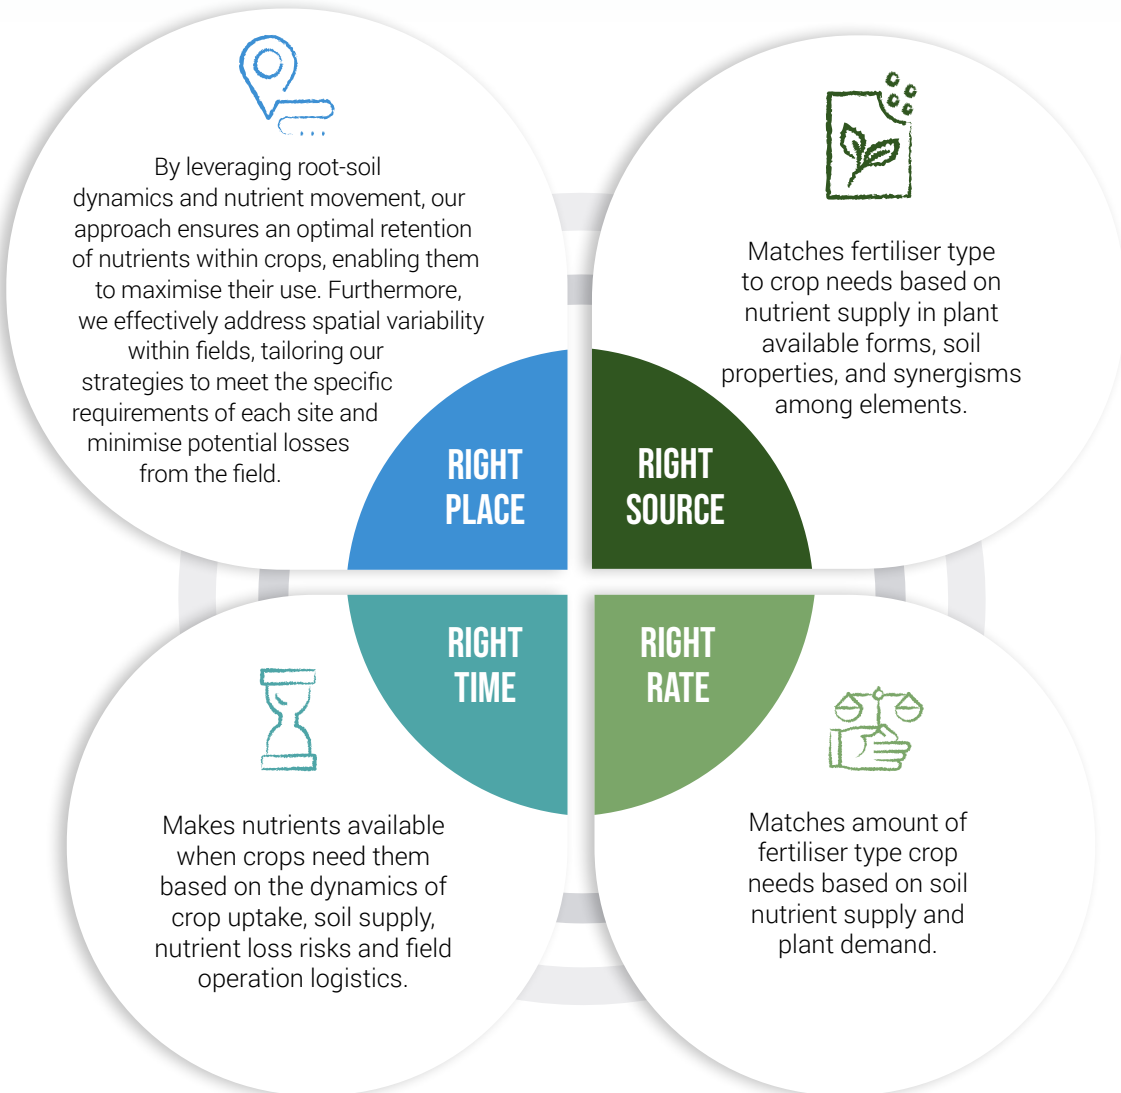 By leveraging root-soil
dynamics and nutrient movement, our
approach ensures an optimal retention
of nutrients within crops, enabling them
to maximise their use. Furthermore,
we effectively address spatial variability
within fields, tailoring our
strategies to meet the specific
requirements of each site and
minimise potential losses
from the field.
RIGHT
PLACE
Matches fertiliser type
to crop needs based on
nutrient supply in plant
available forms, soil
properties, and synergisms
among elements.
RIGHT
SOURCE
RIGHT
TIME
Makes nutrients available
when crops need them
based on the dynamics of
crop uptake, soil supply,
nutrient loss risks and field
operation logistics.
RIGHT
RATE
Matches amount of
fertiliser type crop
needs based on soil
nutrient supply and
plant demand.